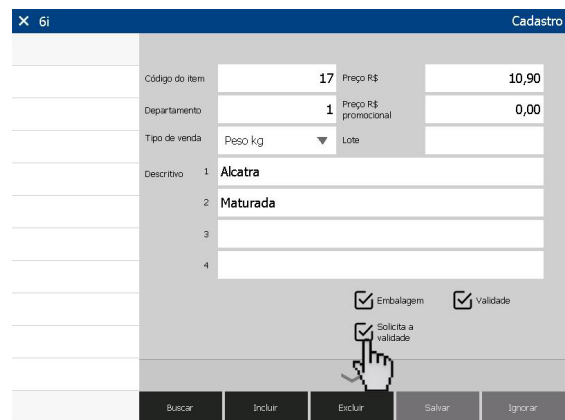 6i Cadastro
Código do item 17 Preço R$ 10,90
Departamento 1 Preço R$ promocional 0,00
Tipo de venda Peso kg Lote
Descritivo 1 Alcatra
2 Maturada
3
4
Embalagem Validade
Solicita a validade
Buscar Incluir Excluir Salvar Ignorar